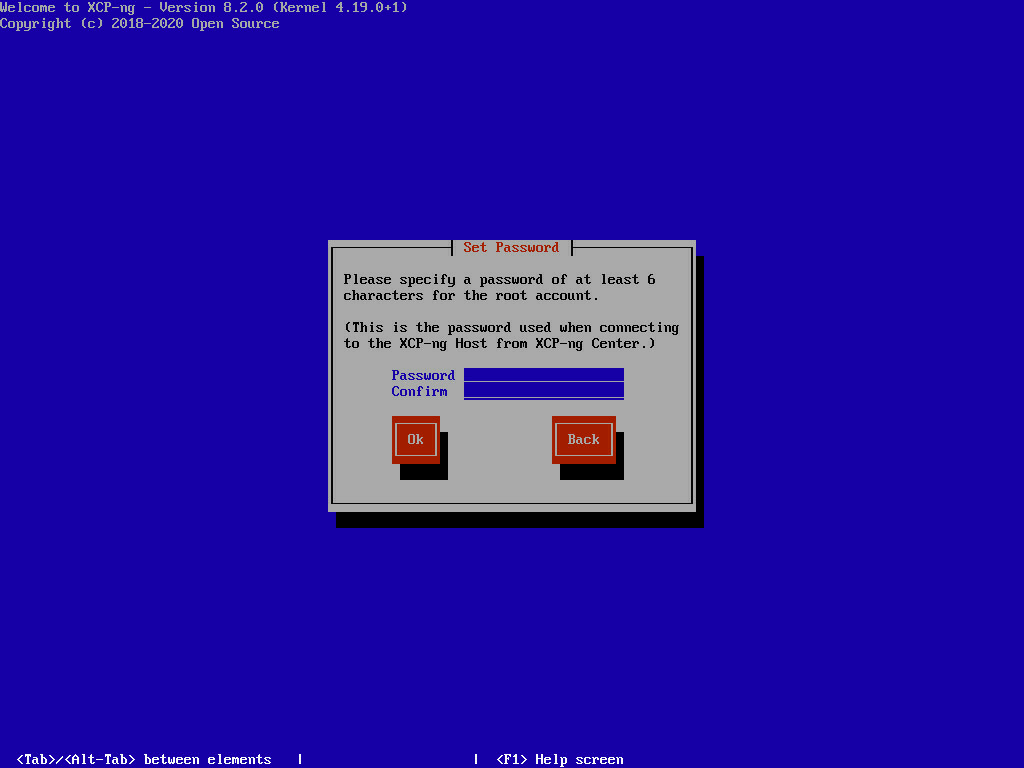 Welcome to XCP-ng - Version 8.2.0 (Kernel 4.19.0+1)
Copyright (c) 2018-2020 Open Source
Set Password
Please specify a password of at least 6
characters for the root account.
(This is the password used when connecting
to the XCP-ng Host from XCP-ng Center.)
Password
Confirm
Ok Back
<Tab>/<Alt-Tab> between elements | | <F1> Help screen